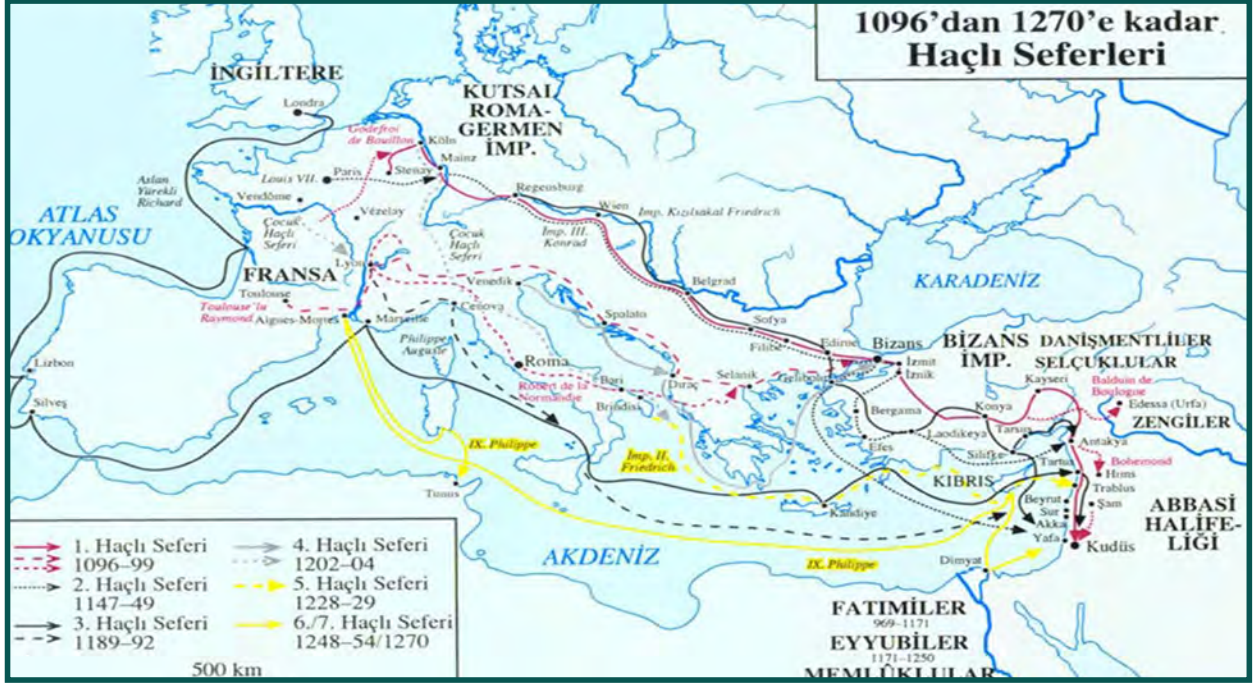 1096'dan 1270'e kadar
Haçlı Seferleri
İNGİLTERE
Londra
KUTSAL
ROMA-
GERMEN
İMP.
Godefroi
de Bouillon
Köln
Mainz
Stenay
Aslan
Yürekli
Richard
Louis VII.
Paris
Vendôme
Vézelay
Regensburg
Wien
İmp. Kızılsakal Friedrich
İmp. III.
Konrad
ATLAS
OKYANUSU
Çocuk
Haçlı
Seferi
Çocuk
Haçlı
Seferi
FRANSA
Lyon
Toulouse
Toulouse'lu
Raymond
Aigues-Mortes
Marseille
Philippe
Auguste
Venedik
Cenova
Spalato
Belgrad
KARADENİZ
Sofya
Filibe
Edirne
Bizans
BİZANS
İMP.
DANİŞMENTLİLER
SELÇUKLULAR
İzmit
İznik
Roma
Robert de la
Normandie
Bari
Brindisi
Dıraç
Selanik
Gelibolu
Kayseri
Balduin de
Boulogne
Edessa (Urfa)
ZENGİLER
Lizbon
Silveş
Bergama
Efes
Laodikeya
Konya
Tarsus
Silifke
Antakya
Bohemond
Tartus
Hıms
Trablus
KIBRIS
Kandiye
Beyrut
Sur
Akka
Yafa
Şam
Kudüs
ABBASİ
HALİFE-
LİĞİ
IX. Philippe
İmp. II.
Friedrich
Tunus
AKDENİZ
IX. Philippe
Dimyat
FATIMİLER
969–1171
EYYUBİLER
1171–1250
MEMLÛKLULAR
1. Haçlı Seferi
1096–99
2. Haçlı Seferi
1147–49
3. Haçlı Seferi
1189–92
4. Haçlı Seferi
1202–04
5. Haçlı Seferi
1228–29
6./7. Haçlı Seferi
1248–54/1270
500 km